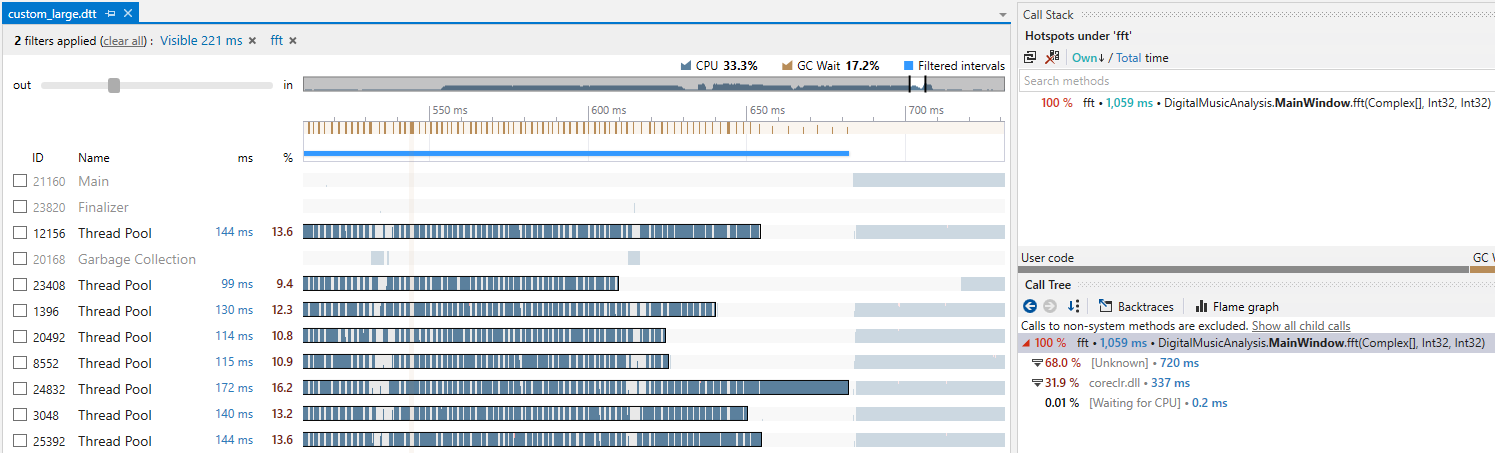 custom_large.dtt
2 filters applied (clear all) : Visible 221 ms × fft ×
out in
CPU 33.3% GC Wait 17.2% Filtered intervals
550 ms 600 ms 650 ms 700 ms
ID Name ms %
21160 Main
23820 Finalizer
12156 Thread Pool 144 ms 13.6
20168 Garbage Collection
23408 Thread Pool 99 ms 9.4
1396 Thread Pool 130 ms 12.3
20492 Thread Pool 114 ms 10.8
8552 Thread Pool 115 ms 10.9
24832 Thread Pool 172 ms 16.2
3048 Thread Pool 140 ms 13.2
25392 Thread Pool 144 ms 13.6
Call Stack
Hotspots under 'fft'
Own↓ / Total time
Search methods
100 % fft • 1,059 ms • DigitalMusicAnalysis.MainWindow.fft(Complex[], Int32, Int32)
User code GC W
Call Tree
Backtraces Flame graph
Calls to non-system methods are excluded. Show all child calls
100 % fft • 1,059 ms • DigitalMusicAnalysis.MainWindow.fft(Complex[], Int32, Int32)
68.0 % [Unknown] • 720 ms
31.9 % coreclr.dll • 337 ms
0.01 % [Waiting for CPU] • 0.2 ms